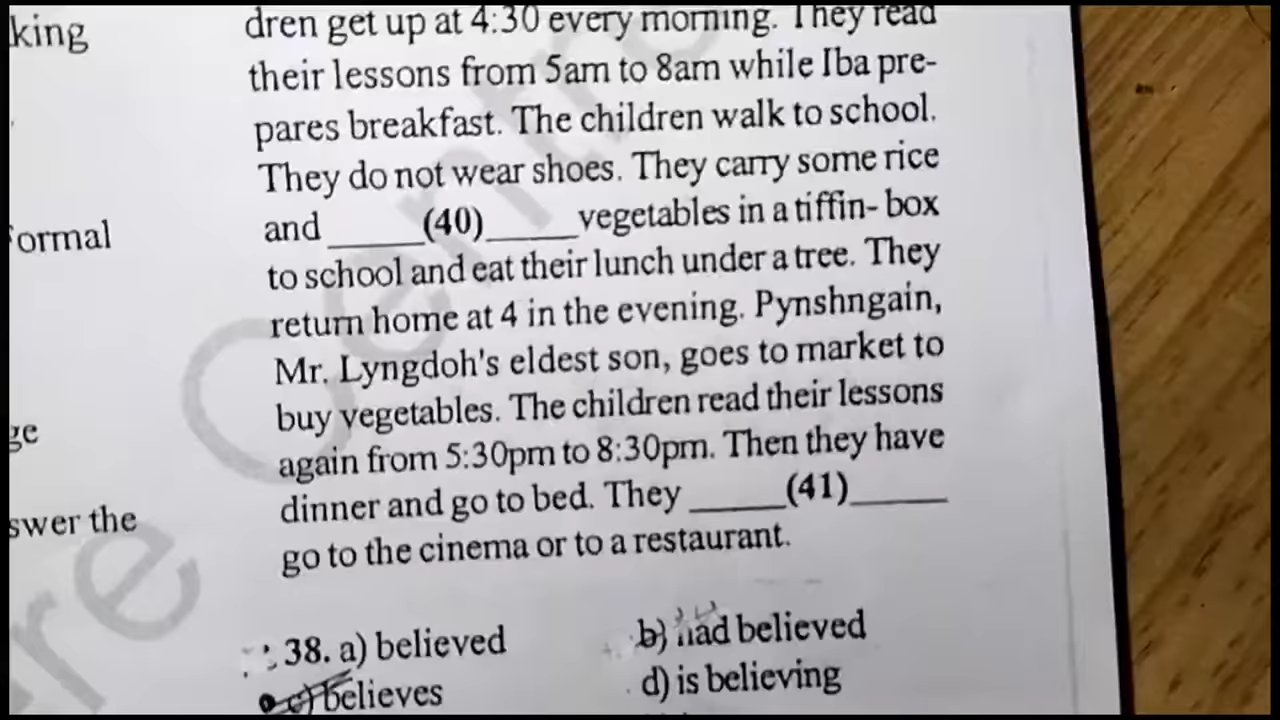 king
ormal
ge
swer the
dren get up at 4:30 every morning. They read
their lessons from 5am to 8am while Iba pre-
pares breakfast. The children walk to school.
They do not wear shoes. They carry some rice
and _____(40)_____ vegetables in a tiffin- box
to school and eat their lunch under a tree. They
return home at 4 in the evening. Pynshngain,
Mr. Lyngdoh's eldest son, goes to market to
buy vegetables. The children read their lessons
again from 5:30pm to 8:30pm. Then they have
dinner and go to bed. They _____(41)_____
go to the cinema or to a restaurant.
38. a) believed b) had believed
c) believes d) is believing